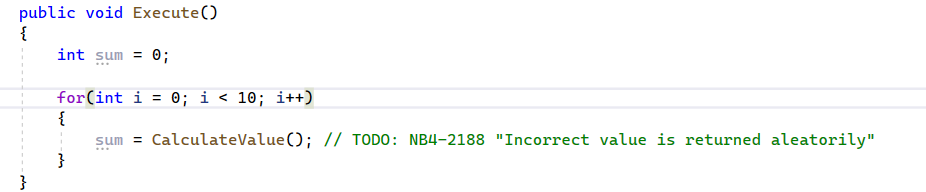 public void Execute()
{
    int sum = 0;
    for(int i = 0; i < 10; i++)
    {
        sum = CalculateValue(); // TODO: NB4-2188 "Incorrect value is returned aleatorily"
    }
}